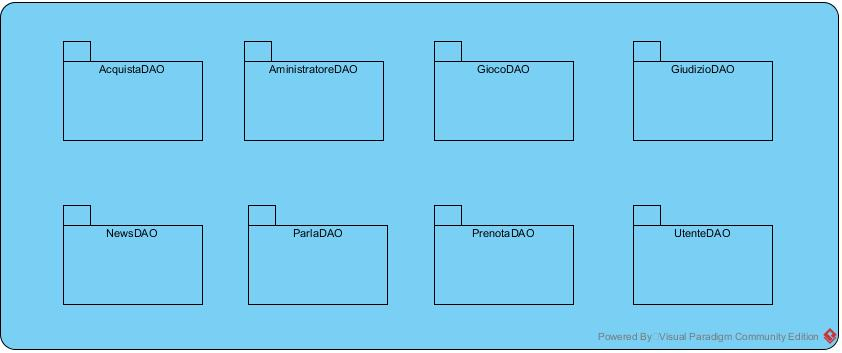 AcquistaDAO
AministratoreDAO
GiocoDAO
GiudizioDAO
NewsDAO
ParlaDAO
PrenotaDAO
UtenteDAO
Powered By Visual Paradigm Community Edition